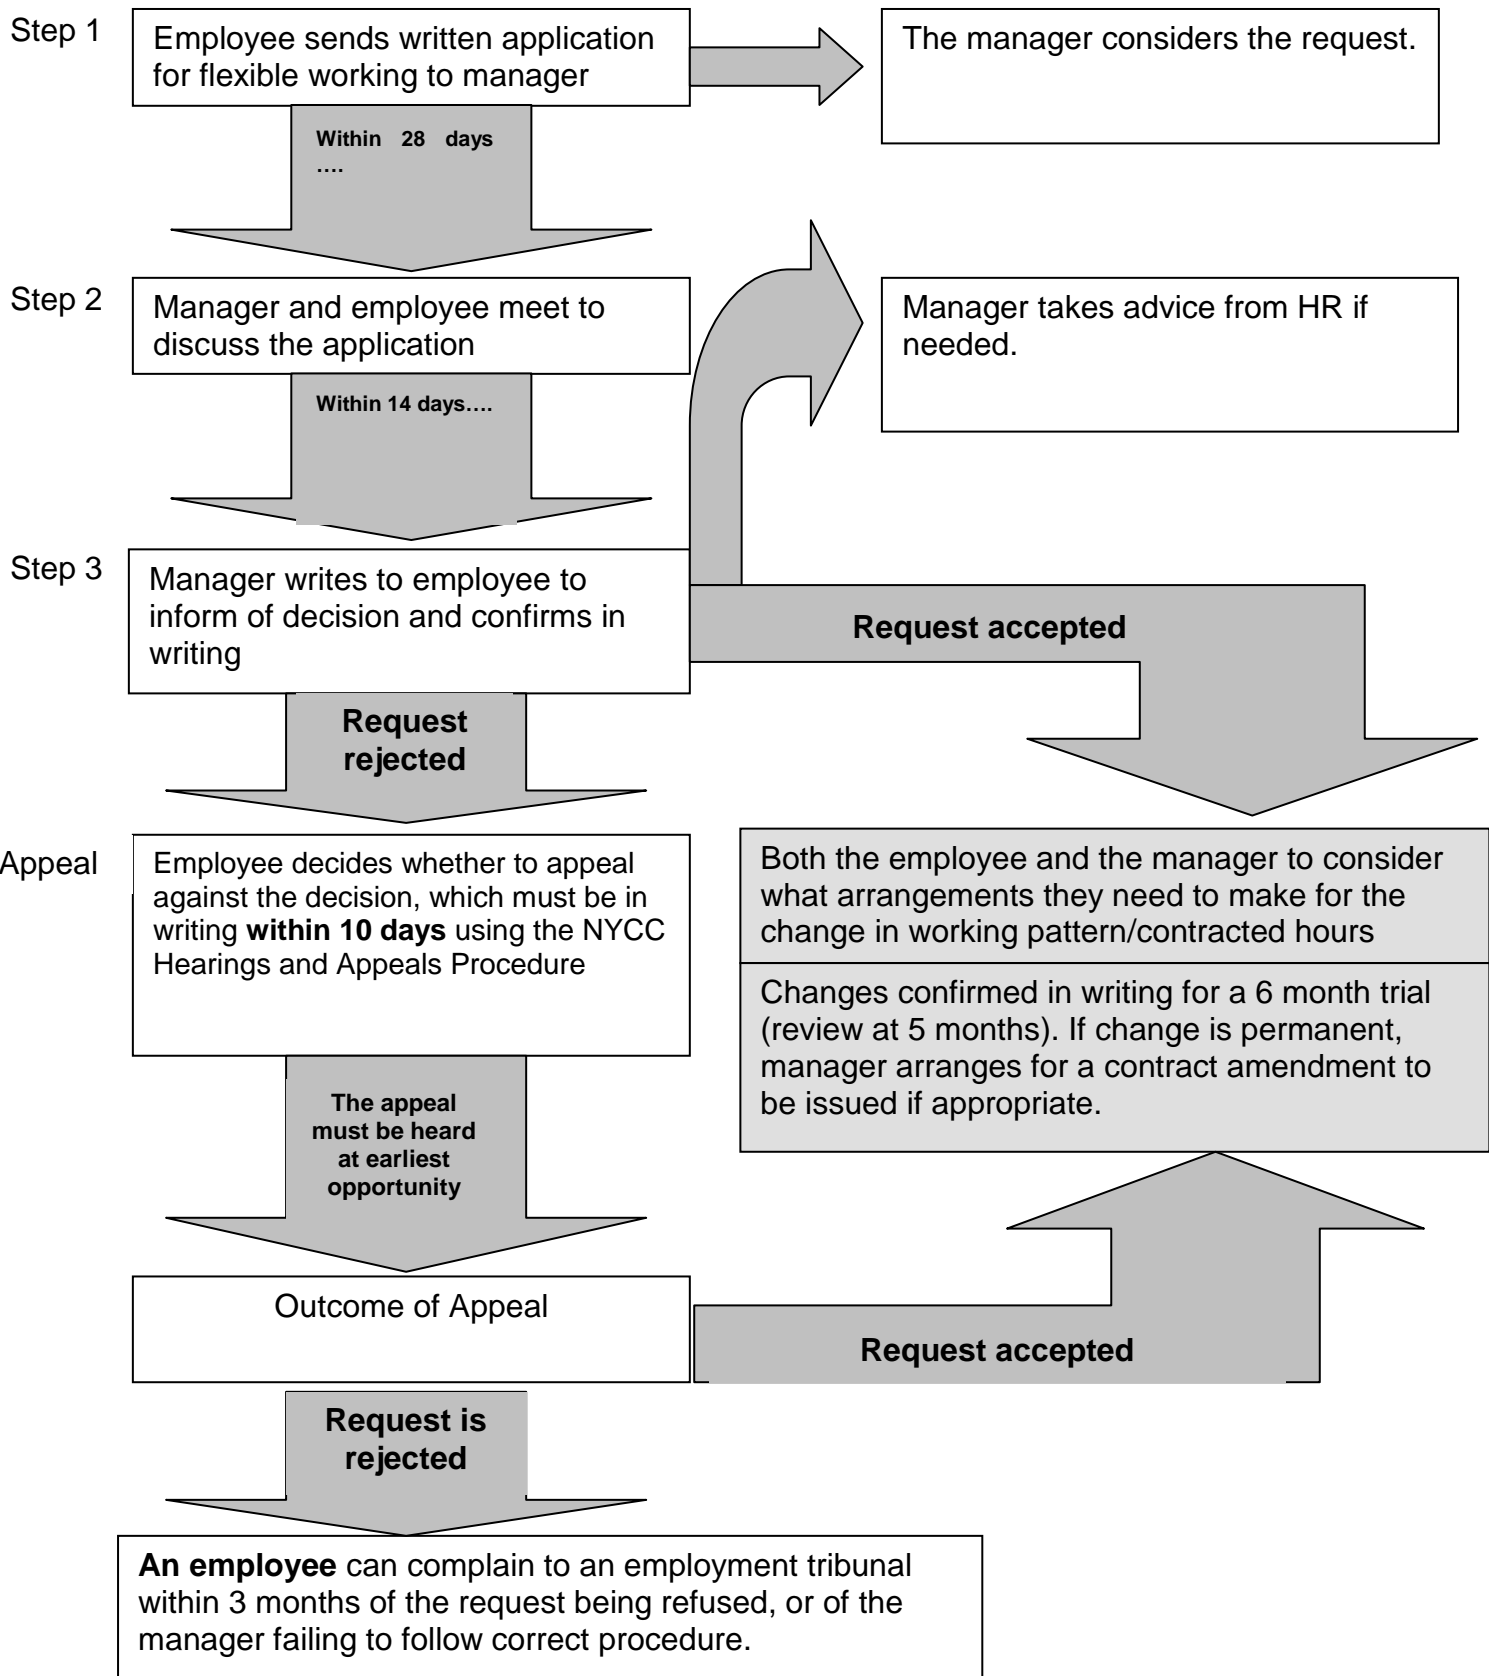 Step 1
Employee sends written application
for flexible working to manager
The manager considers the request.
Within 28 days
....
Step 2
Manager and employee meet to
discuss the application
Manager takes advice from HR if
needed.
Within 14 days....
Step 3
Manager writes to employee to
inform of decision and confirms in
writing
Request accepted
Request
rejected
Appeal
Employee decides whether to appeal
against the decision, which must be in
writing within 10 days using the NYCC
Hearings and Appeals Procedure
Both the employee and the manager to consider
what arrangements they need to make for the
change in working pattern/contracted hours
Changes confirmed in writing for a 6 month trial
(review at 5 months). If change is permanent,
manager arranges for a contract amendment to
be issued if appropriate.
The appeal
must be heard
at earliest
opportunity
Outcome of Appeal
Request accepted
Request is
rejected
An employee can complain to an employment tribunal
within 3 months of the request being refused, or of the
manager failing to follow correct procedure.